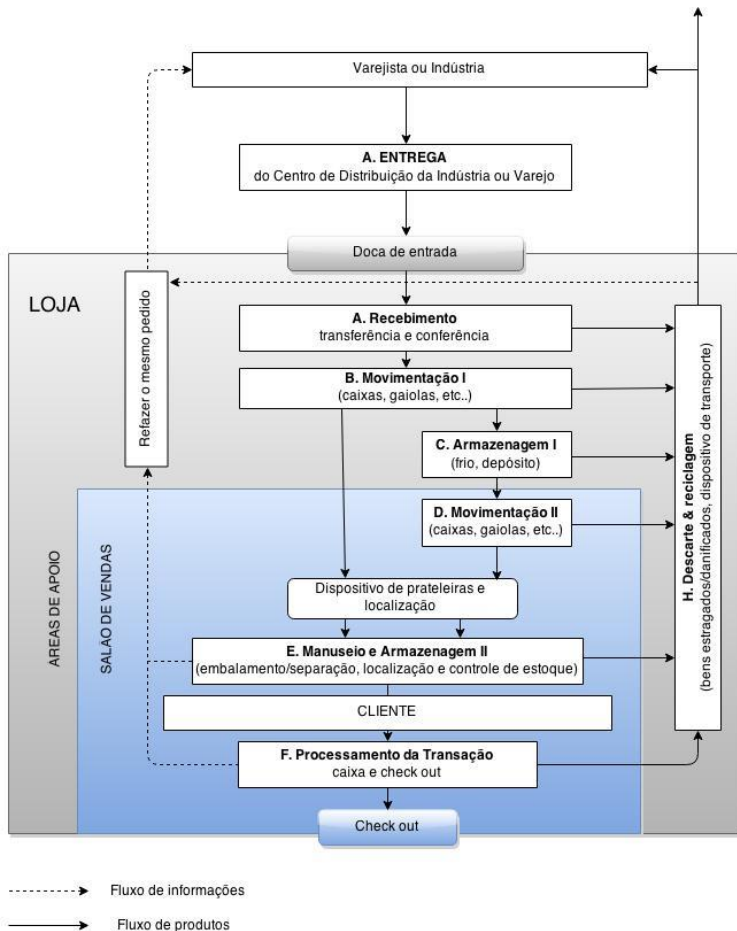 Varejista ou Indústria
A. ENTREGA
do Centro de Distribuição da Indústria ou Varejo
Doca de entrada
LOJA
Refazer o mesmo pedido
A. Recebimento
transferência e conferência
B. Movimentação I
(caixas, gaiolas, etc..)
C. Armazenagem I
(frio, depósito)
D. Movimentação II
(caixas, gaiolas, etc..)
H. Descarte & reciclagem
(bens estragados/danificados, dispositivo de transporte)
ÁREAS DE APOIO
SALAO DE VENDAS
Dispositivo de prateleiras e
localização
E. Manuseio e Armazenagem II
(embalamento/separação, localização e controle de estoque)
CLIENTE
F. Processamento da Transação
caixa e check out
Check out
Fluxo de informações
Fluxo de produtos